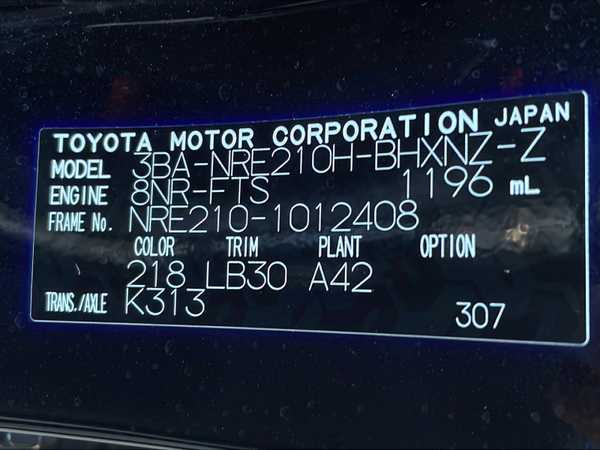 TOYOTA MOTOR CORPORATION JAPAN
MODEL 3BA-NRE210H-BHXNZ-Z
ENGINE 8NR-FTS 1196 mL
FRAME No. NRE210-1012408
COLOR TRIM PLANT OPTION
218 LB30 A42
TRANS./AXLE K313
307